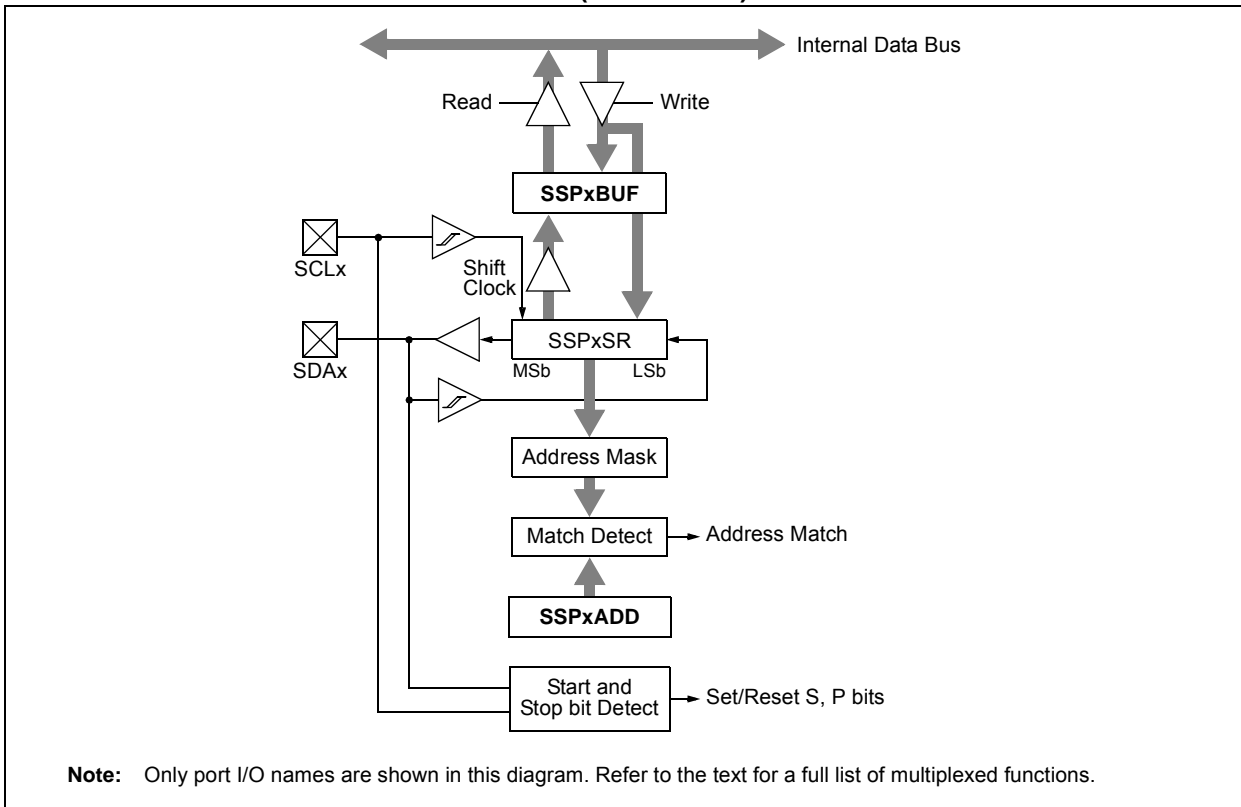 Internal Data Bus
Read
Write
SSPxBUF
SCLx
Shift
Clock
SSPxSR
SDAx
MSb
LSb
Address Mask
Match Detect
Address Match
SSPxADD
Start and
Stop bit Detect
Set/Reset S, P bits
Note: Only port I/O names are shown in this diagram. Refer to the text for a full list of multiplexed functions.